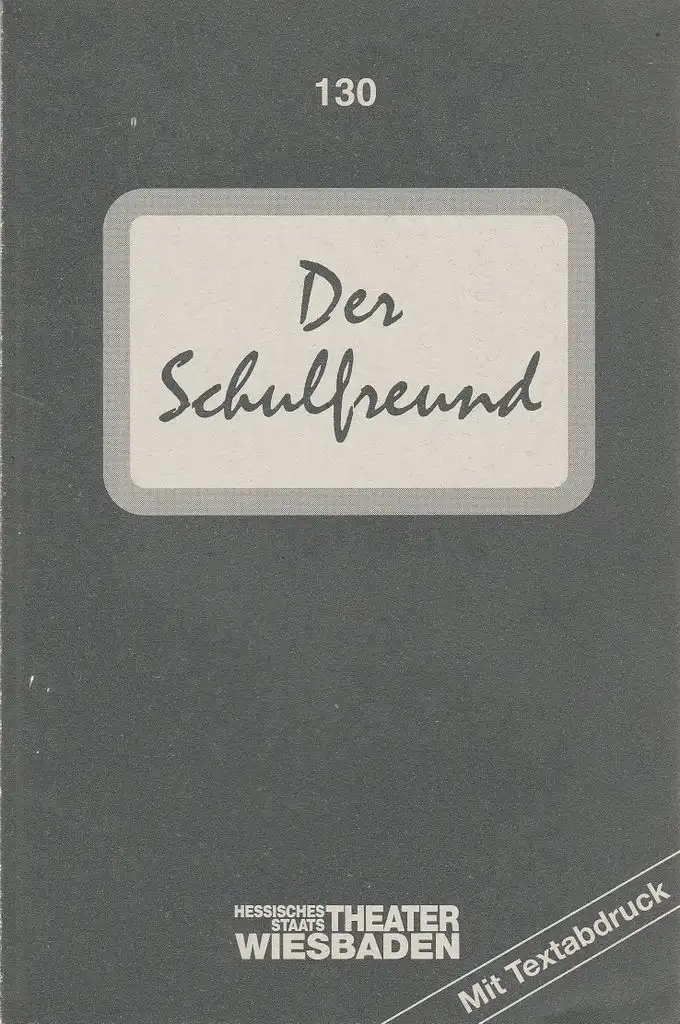 130
Der
Schulfreund
HESSISCHES
STAATS
THEATER
WIESBADEN
Mit Textabdruck